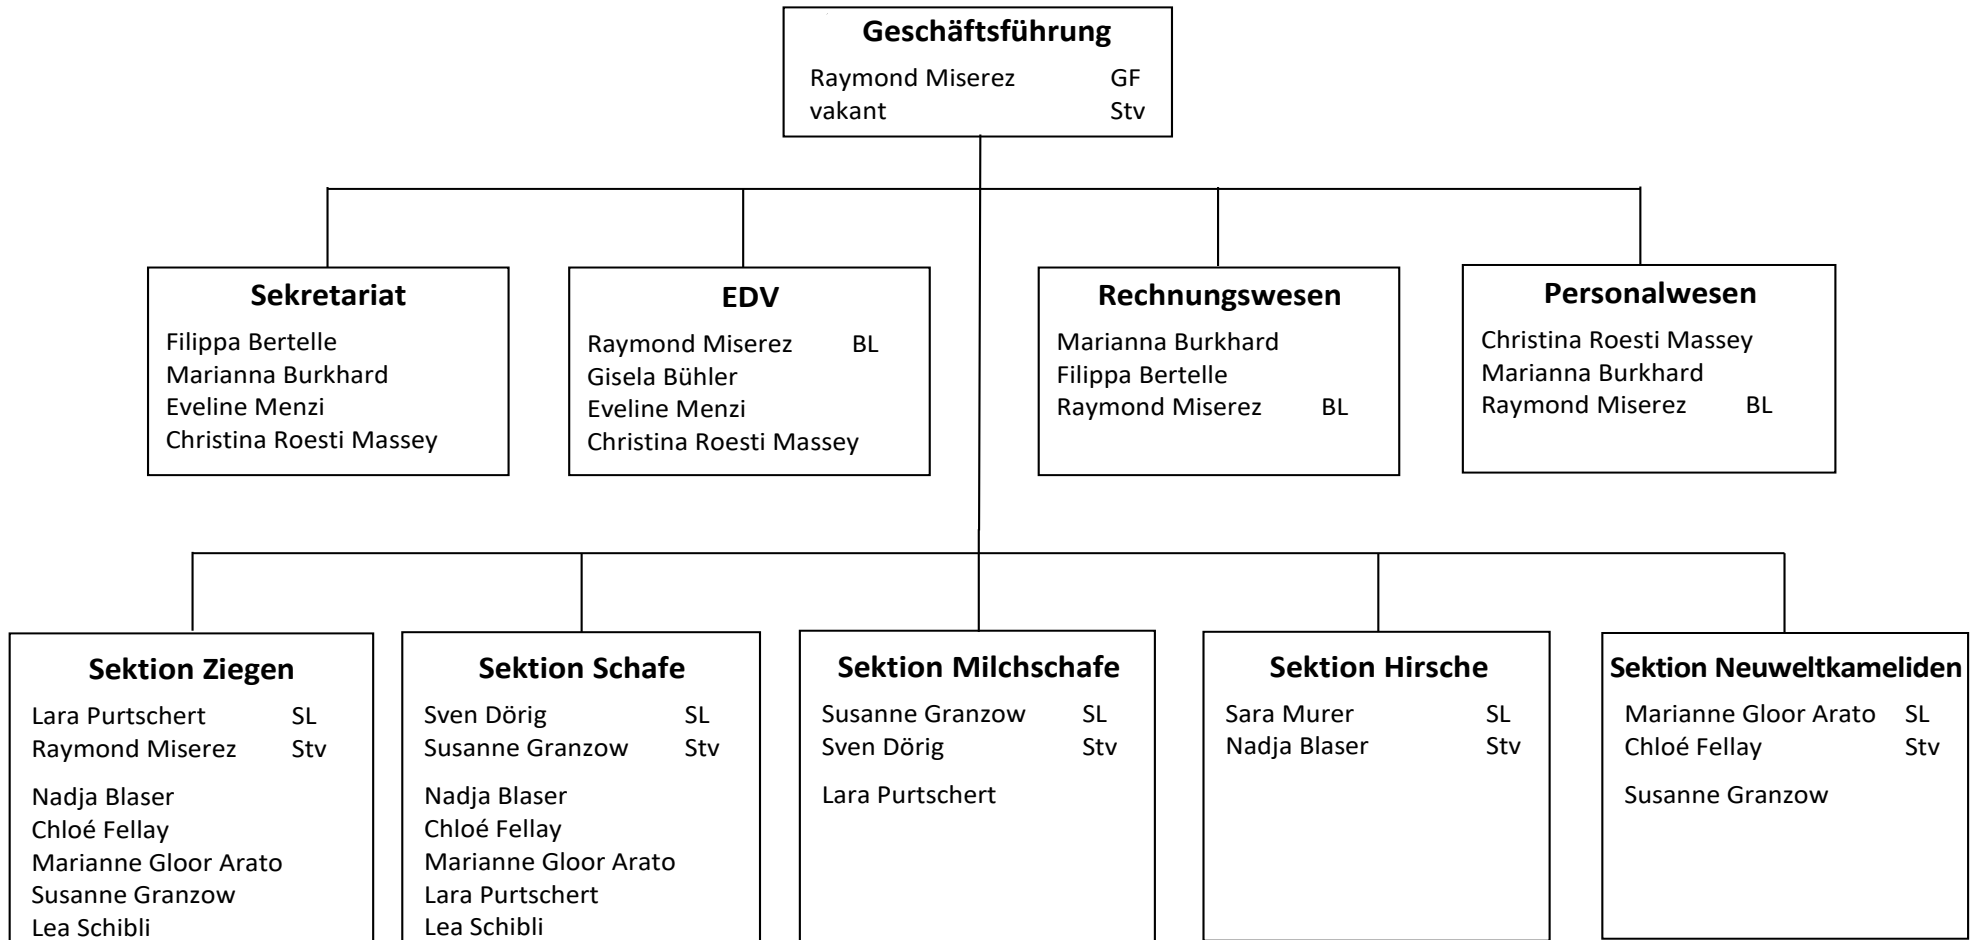 Geschäftsführung
Raymond Miserez GF
vakant Stv
Sekretariat
Filippa Bertelle
Marianna Burkhard
Eveline Menzi
Christina Roesti Massey
EDV
Raymond Miserez BL
Gisela Bühler
Eveline Menzi
Christina Roesti Massey
Rechnungswesen
Marianna Burkhard
Filippa Bertelle
Raymond Miserez BL
Personalwesen
Christina Roesti Massey
Marianna Burkhard
Raymond Miserez BL
Sektion Ziegen
Lara Purtschert SL
Raymond Miserez Stv
Nadja Blaser
Chloé Fellay
Marianne Gloor Arato
Susanne Granzow
Lea Schibli
Sektion Schafe
Sven Dörig SL
Susanne Granzow Stv
Nadja Blaser
Chloé Fellay
Marianne Gloor Arato
Lara Purtschert
Lea Schibli
Sektion Milchschafe
Susanne Granzow SL
Sven Dörig Stv
Lara Purtschert
Sektion Hirsche
Sara Murer SL
Nadja Blaser Stv
Sektion Neuweltkameliden
Marianne Gloor Arato SL
Chloé Fellay Stv
Susanne Granzow